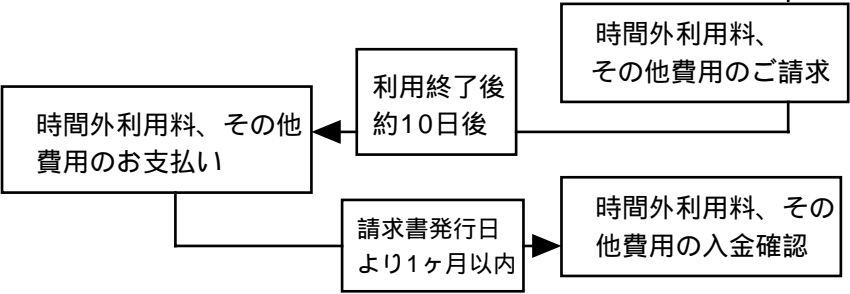 時間外利用料、
その他費用のご請求
利用終了後
約10日後
時間外利用料、その他
費用のお支払い
請求書発行日
より1ヶ月以内
時間外利用料、その
他費用の入金確認